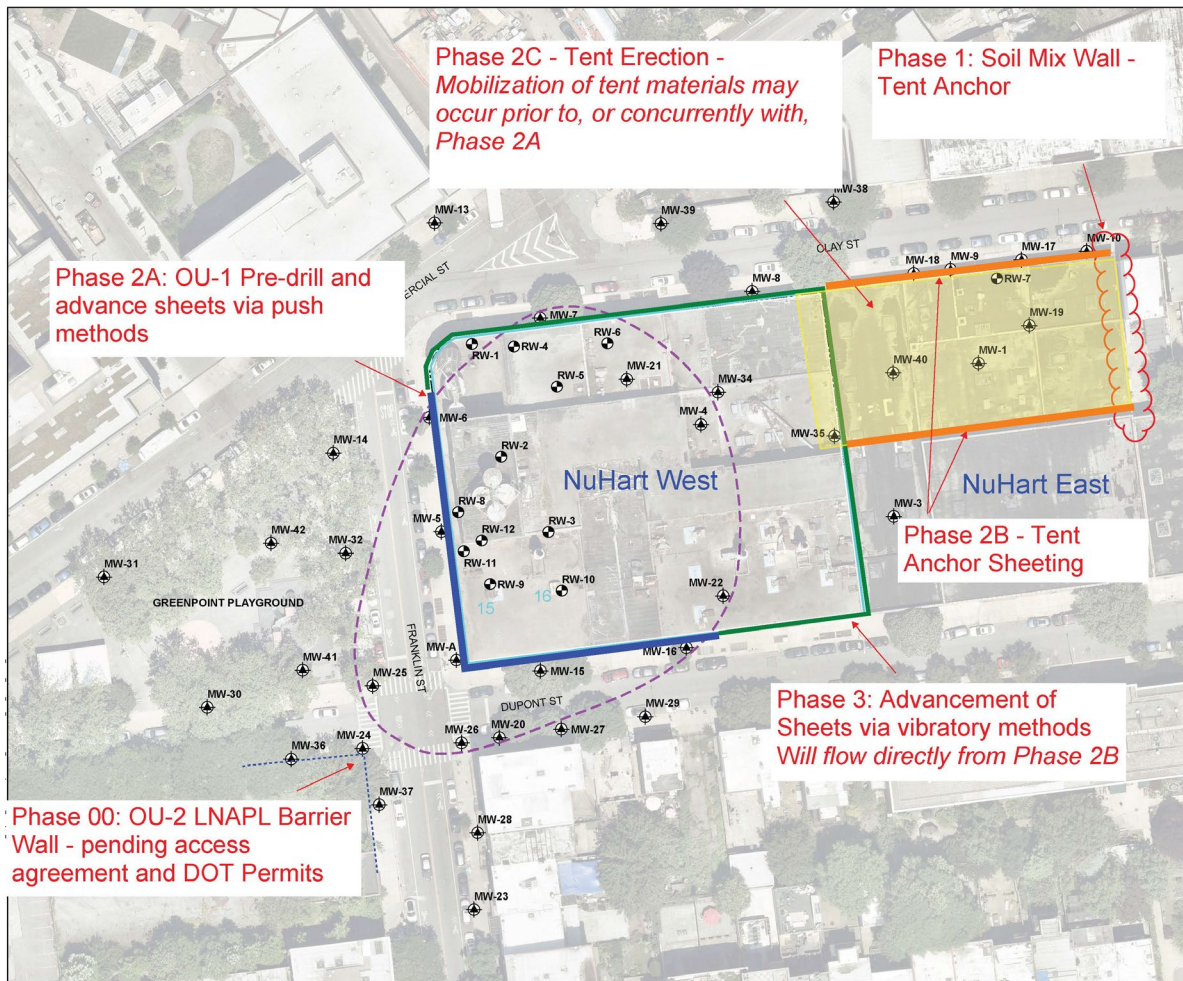 Phase 2C - Tent Erection -
Mobilization of tent materials may
occur prior to, or concurrently with,
Phase 2A
Phase 1: Soil Mix Wall -
Tent Anchor
MW-38
MW-13
MW-39
CLAY ST
MW-10
MW-17
MW-9
MW-18
Phase 2A: OU-1 Pre-drill and
advance sheets via push
methods
ERCIAL ST
MW-8
RW-7
MW-7
MW-19
RW-6
RW-1
RW-4
MW-21
RW-5
MW-1
MW-40
MW-34
MW-6
MW-4
MW-35
MW-14
RW-2
NuHart West
NuHart East
RW-8
MW-3
MW-5
RW-12
RW-3
MW-42
MW-32
RW-11
Phase 2B - Tent
Anchor Sheeting
MW-31
RW-9
RW-10
MW-22
15
16
GREENPOINT PLAYGROUND
FRANKLIN ST
MW-A
MW-15
MW-16
MW-41
MW-25
MW-30
DUPONT ST
MW-29
MW-26
MW-20
MW-27
Phase 3: Advancement of
Sheets via vibratory methods
Will flow directly from Phase 2B
MW-24
MW-36
MW-37
Phase 00: OU-2 LNAPL Barrier
Wall - pending access
agreement and DOT Permits
MW-28
MW-23